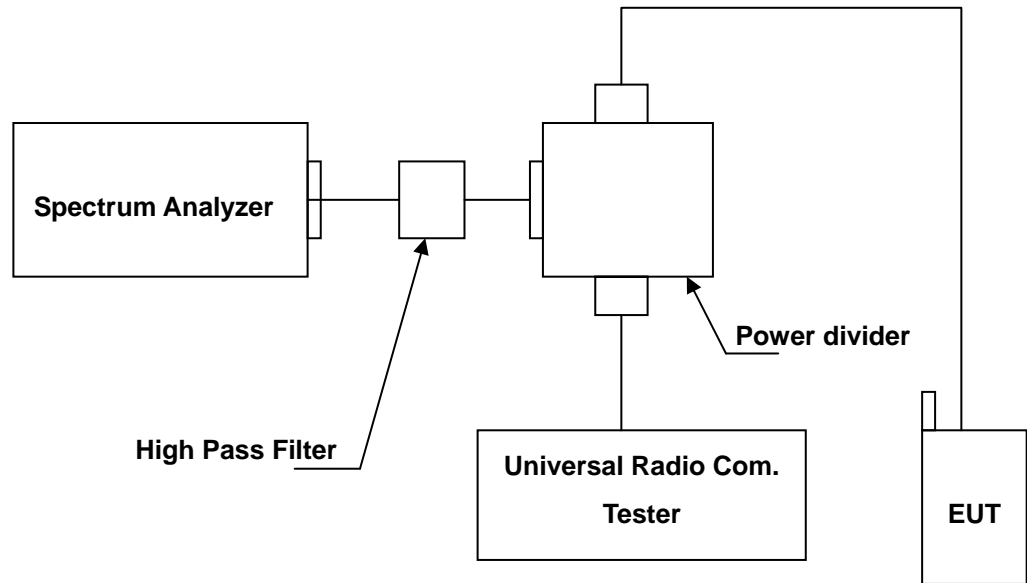 Spectrum Analyzer
Power divider
High Pass Filter
Universal Radio Com.
Tester
EUT